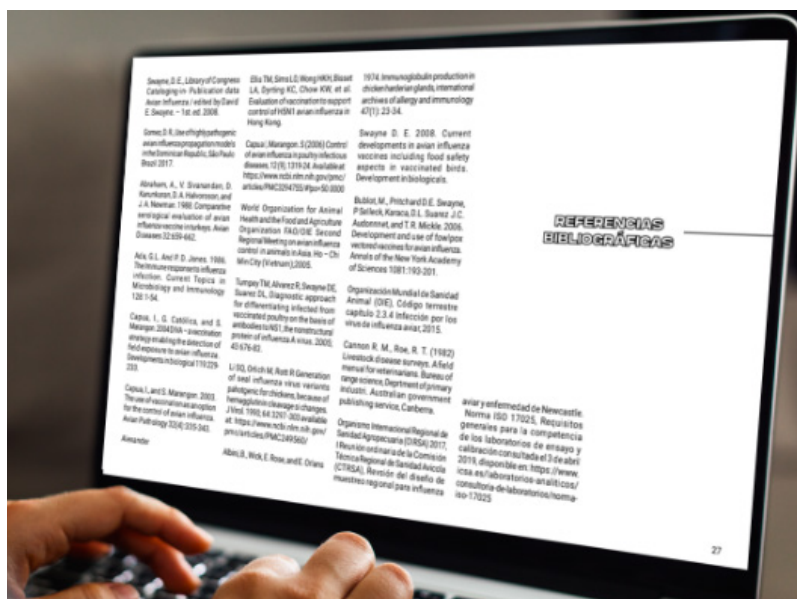 Swayne, D.E., Library of Congress
Cataloging-in- Publication data
Avian Influenza / edited by David
E. Swayne. – 1st. ed. 2008.
Gomez, D. R., Use of highly pathogenic
avian influenza propagation models
in the Dominican Republic, São Paulo
Brazil 2017.
Abraham, A., V. Sivanandan, D.
Karunkaran, D. A. Halvorsson, and
J. A. Newman. 1988. Comparative
serological evaluation of avian
influenza vaccine in turkeys. Avian
Diseases 32:659-662.
Ada, G.L. And P. D. Jones. 1986.
The immune response to influenza
infection. Current Topics in
Microbiology and Immunology
128: 1-54.
Capua, I., G. Católica, and S.
Marangon. 2004 DIVA – a vaccination
strategy enabling the detection of
field exposure to avian influenza.
Developments in biological 119:229-
233.
Capua, I., and S. Marangon. 2003.
The use of vaccination as an option
for the control of avian influenza.
Avian Pathology 32(4): 335-343.
Alexander
Ellis TM, Sims LD, Wong HKH, Bisset
LA, Dyrting KC, Chow KW, et al.
Evaluation of vaccination to support
control of H5N1 avian influenza in
Hong Kong.
Capua I, Marangon. S (2006) Control
of avian influenza in poultry infectious
diseases, 12 (9), 1319-24. Available at
https://www.ncbi.nlm.nih.gov/pmc/
articles/PMC3294755/#!po=50.0000
World Organization for Animal
Health and the Food and Agriculture
Organization FAO/OIE Second
Regional Meeting on avian influenza
control in animals in Asia. Ho – Chi
Min City (Vietnam),2005.
Tumpey TM, Alvarez R, Swayne DE,
Suarez DL, Diagnostic approach
for differentiating infected from
vaccinated poultry on the basis of
antibodies to NS1, the nonstructural
protein of influenza A virus. 2005;
43:676-83.
Li SQ, Orlich M, Rott R Generation
of seal influenza virus variants
pathogenic for chickens, because of
hemagglutinin cleavage si changes.
J Virol. 1990; 64:3297-303 available
at: https://www.ncbi.nlm.nih.gov/
pmc/articles/PMC249560/
Albini, B., Wick, E. Rose, and E. Orlans
1974. Immunoglobulin production in
chicken harderian glands, international
archives of allergy and immunology
47(1): 23-34.
Swayne D. E. 2008. Current
developments in avian influenza
vaccines including food safety
aspects in vaccinated birds.
Development in biologicals.
Bublot, M., Pritchard D.E. Swayne,
P. Selleck, Karaca, D.L. Suarez J.C.
Audonnet, and T. R. Mickle. 2006.
Development and use of fowlpox
vectored vaccines for avian influenza.
Annals of the New York Academy
of Sciences 1081:193-201.
Organización Mundial de Sanidad
Animal (OIE). Código terrestre
capítulo 2.3.4 Infección por los
virus de influenza aviar, 2015.
Cannon R. M., Roe, R. T. (1982)
Livestock disease surveys. A field
manual for veterinarians. Bureau of
range science, Deprtment of primary
industri. Australian government
publishing service, Canberra.
Organismo Internacional Regional de
Sanidad Agropecuaria (OIRSA) 2017,
I Reunión ordinaria de la Comisión
Técnica Regional de Sanidad Avícola
(CTRSA), Revsión del diseño de
muestreo regional para influenza
aviar y enfermedad de Newcastle.
Norma ISO 17025, Requisitos
generales para la competencia
de los laboratorios de ensayo y
calibración consultada el 3 de abril
2019, disponible en: https://www.
icsa.es/laboratorios-analiticos/
consultoria-de-laboratorios/norma-
iso-17025
REFERENCIAS
BIBLIOGRÁFICAS
27